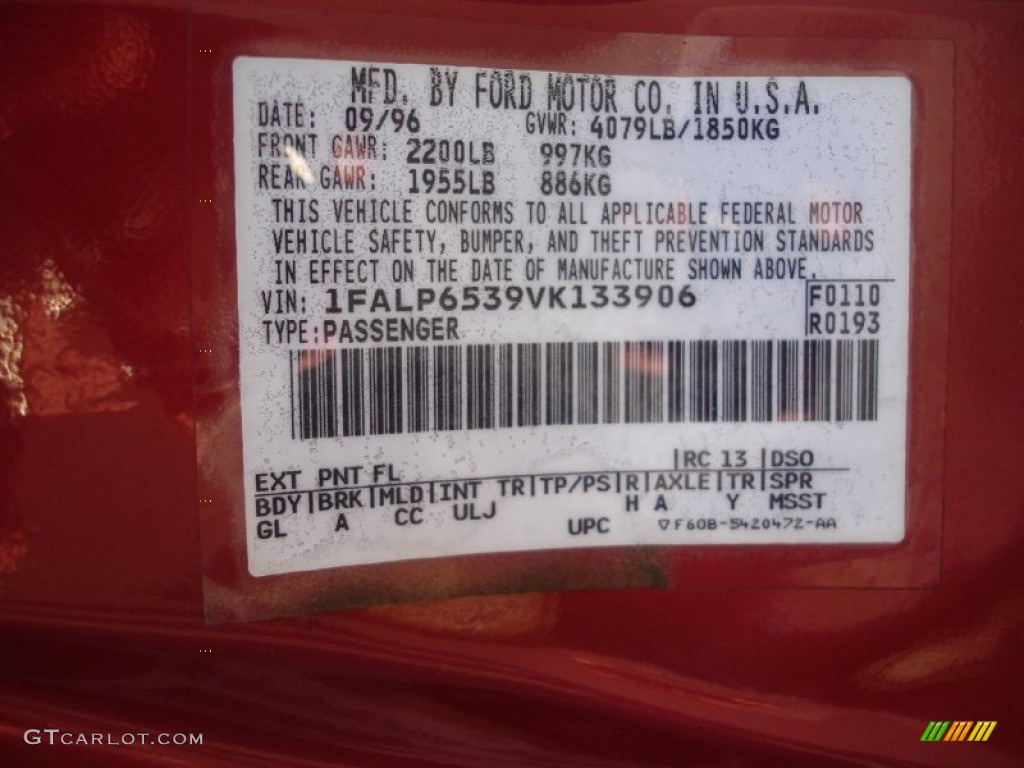 MFD. BY FORD MOTOR CO. IN U.S.A.
DATE: 09/96 GVWR: 4079LB/1850KG
FRONT GAWR: 2200LB 997KG
REAR GAWR: 1955LB 886KG
THIS VEHICLE CONFORMS TO ALL APPLICABLE FEDERAL MOTOR
VEHICLE SAFETY, BUMPER, AND THEFT PREVENTION STANDARDS
IN EFFECT ON THE DATE OF MANUFACTURE SHOWN ABOVE.
VIN: 1FALP6539VK133906 F0110
TYPE: PASSENGER R0193
EXT PNT FL RC 13 DSO
BDY BRK MLD INT TR TP/PS R AXLE TR SPR
GL A CC ULJ H A Y MSST
UPC ▽F60B-5420472-AA
GTCARLOT.COM